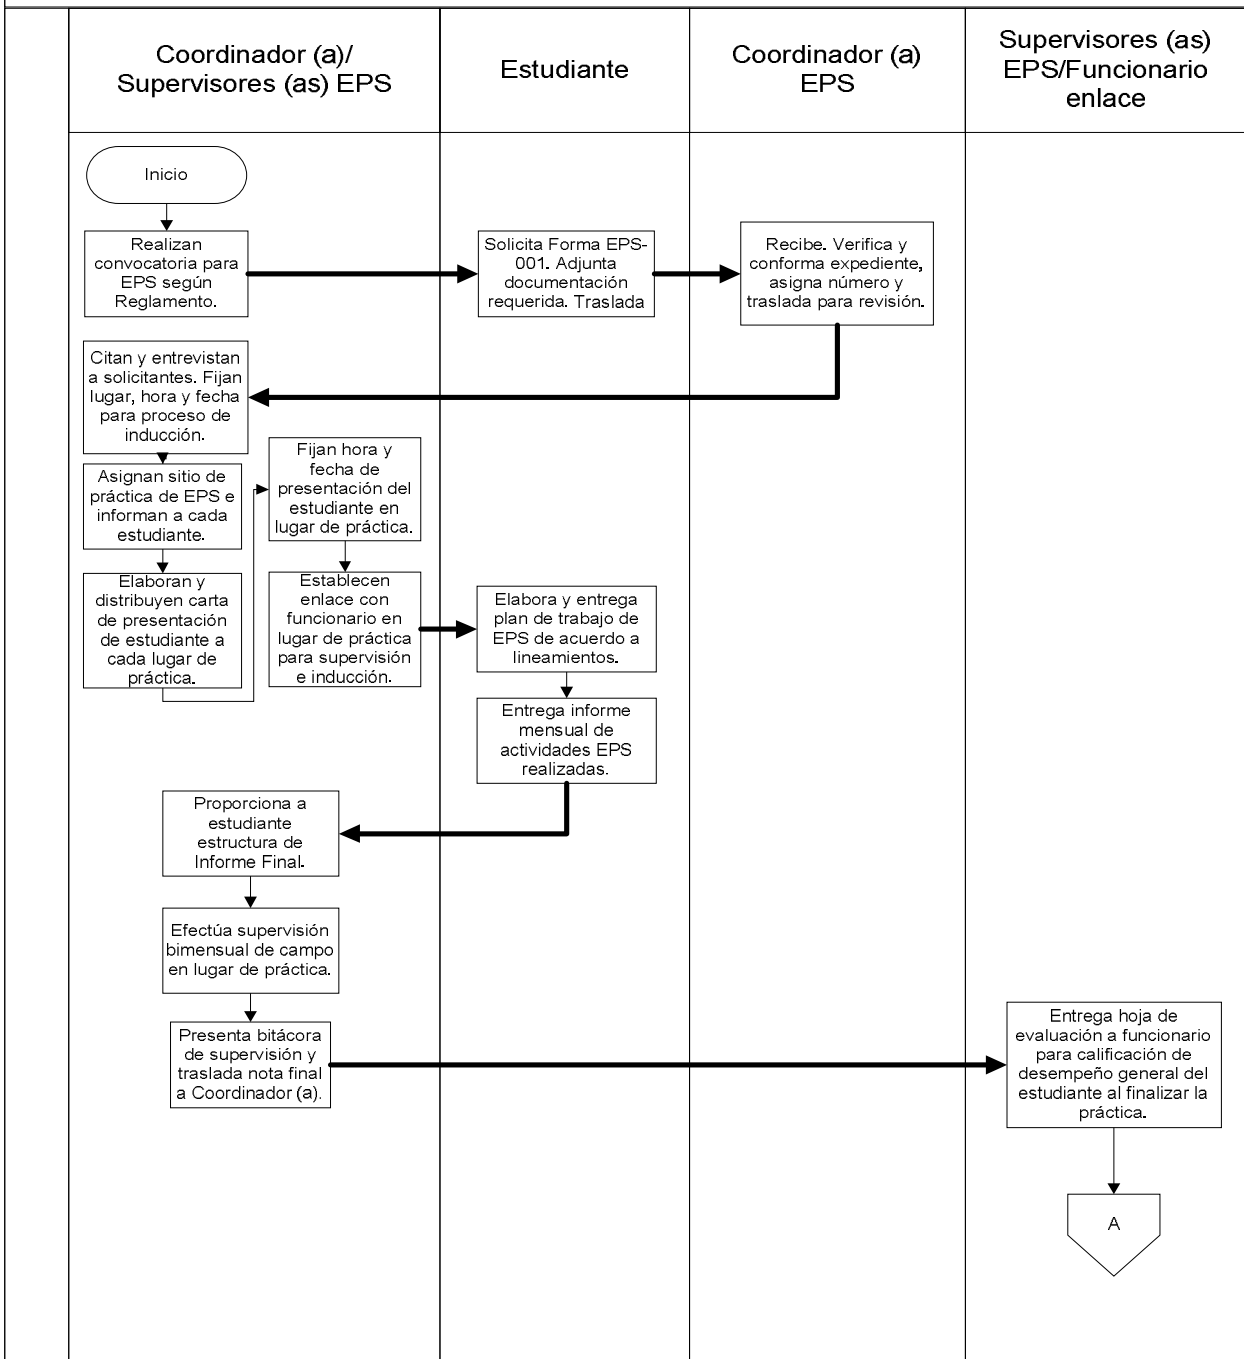 Coordinador (a)/
Supervisores (as) EPS
Estudiante
Coordinador (a)
EPS
Supervisores (as)
EPS/Funcionario
enlace
Inicio
Realizan
convocatoria para
EPS según
Reglamento.
Solicita Forma EPS-
001. Adjunta
documentación
requerida. Traslada
Recibe. Verifica y
conforma expediente,
asigna número y
traslada para revisión.
Citan y entrevistan
a solicitantes. Fijan
lugar, hora y fecha
para proceso de
inducción.
Asignan sitio de
práctica de EPS e
informan a cada
estudiante.
Elaboran y
distribuyen carta
de presentación
de estudiante a
cada lugar de
práctica.
Fijan hora y
fecha de
presentación del
estudiante en
lugar de práctica.
Establecen
enlace con
funcionario en
lugar de práctica
para supervisión
e inducción.
Elabora y entrega
plan de trabajo de
EPS de acuerdo a
lineamientos.
Entrega informe
mensual de
actividades EPS
realizadas.
Proporciona a
estudiante
estructura de
Informe Final.
Efectúa supervisión
bimensual de campo
en lugar de práctica.
Presenta bitácora
de supervisión y
traslada nota final
a Coordinador (a).
Entrega hoja de
evaluación a funcionario
para calificación de
desempeño general del
estudiante al finalizar la
práctica.
A